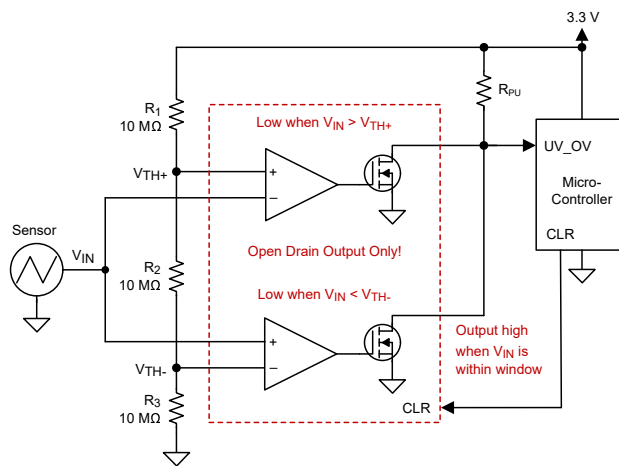 3.3 V
R1
10 MΩ
Low when VIN > VTH+
RPU
UV_OV
Micro-
Controller
CLR
VTH+
+
−
Sensor
VIN
R2
10 MΩ
Open Drain Output Only!
Low when VIN < VTH-
+
−
VTH-
Output high
when VIN is
within window
R3
10 MΩ
CLR